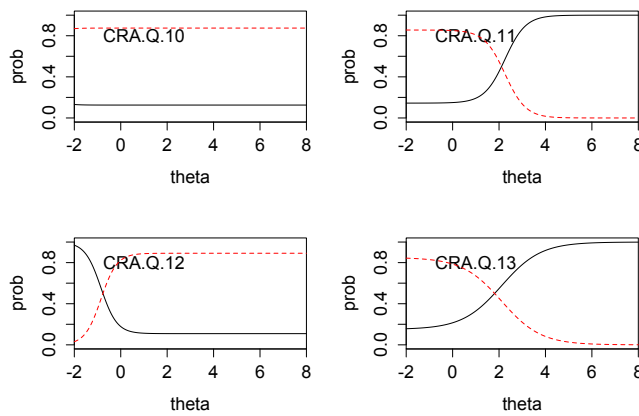 CRA.Q.10
prob
0.0 0.4 0.8
-2 0 2 4 6 8
theta
CRA.Q.11
prob
0.0 0.4 0.8
-2 0 2 4 6 8
theta
CRA.Q.12
prob
0.0 0.4 0.8
-2 0 2 4 6 8
theta
CRA.Q.13
prob
0.0 0.4 0.8
-2 0 2 4 6 8
theta